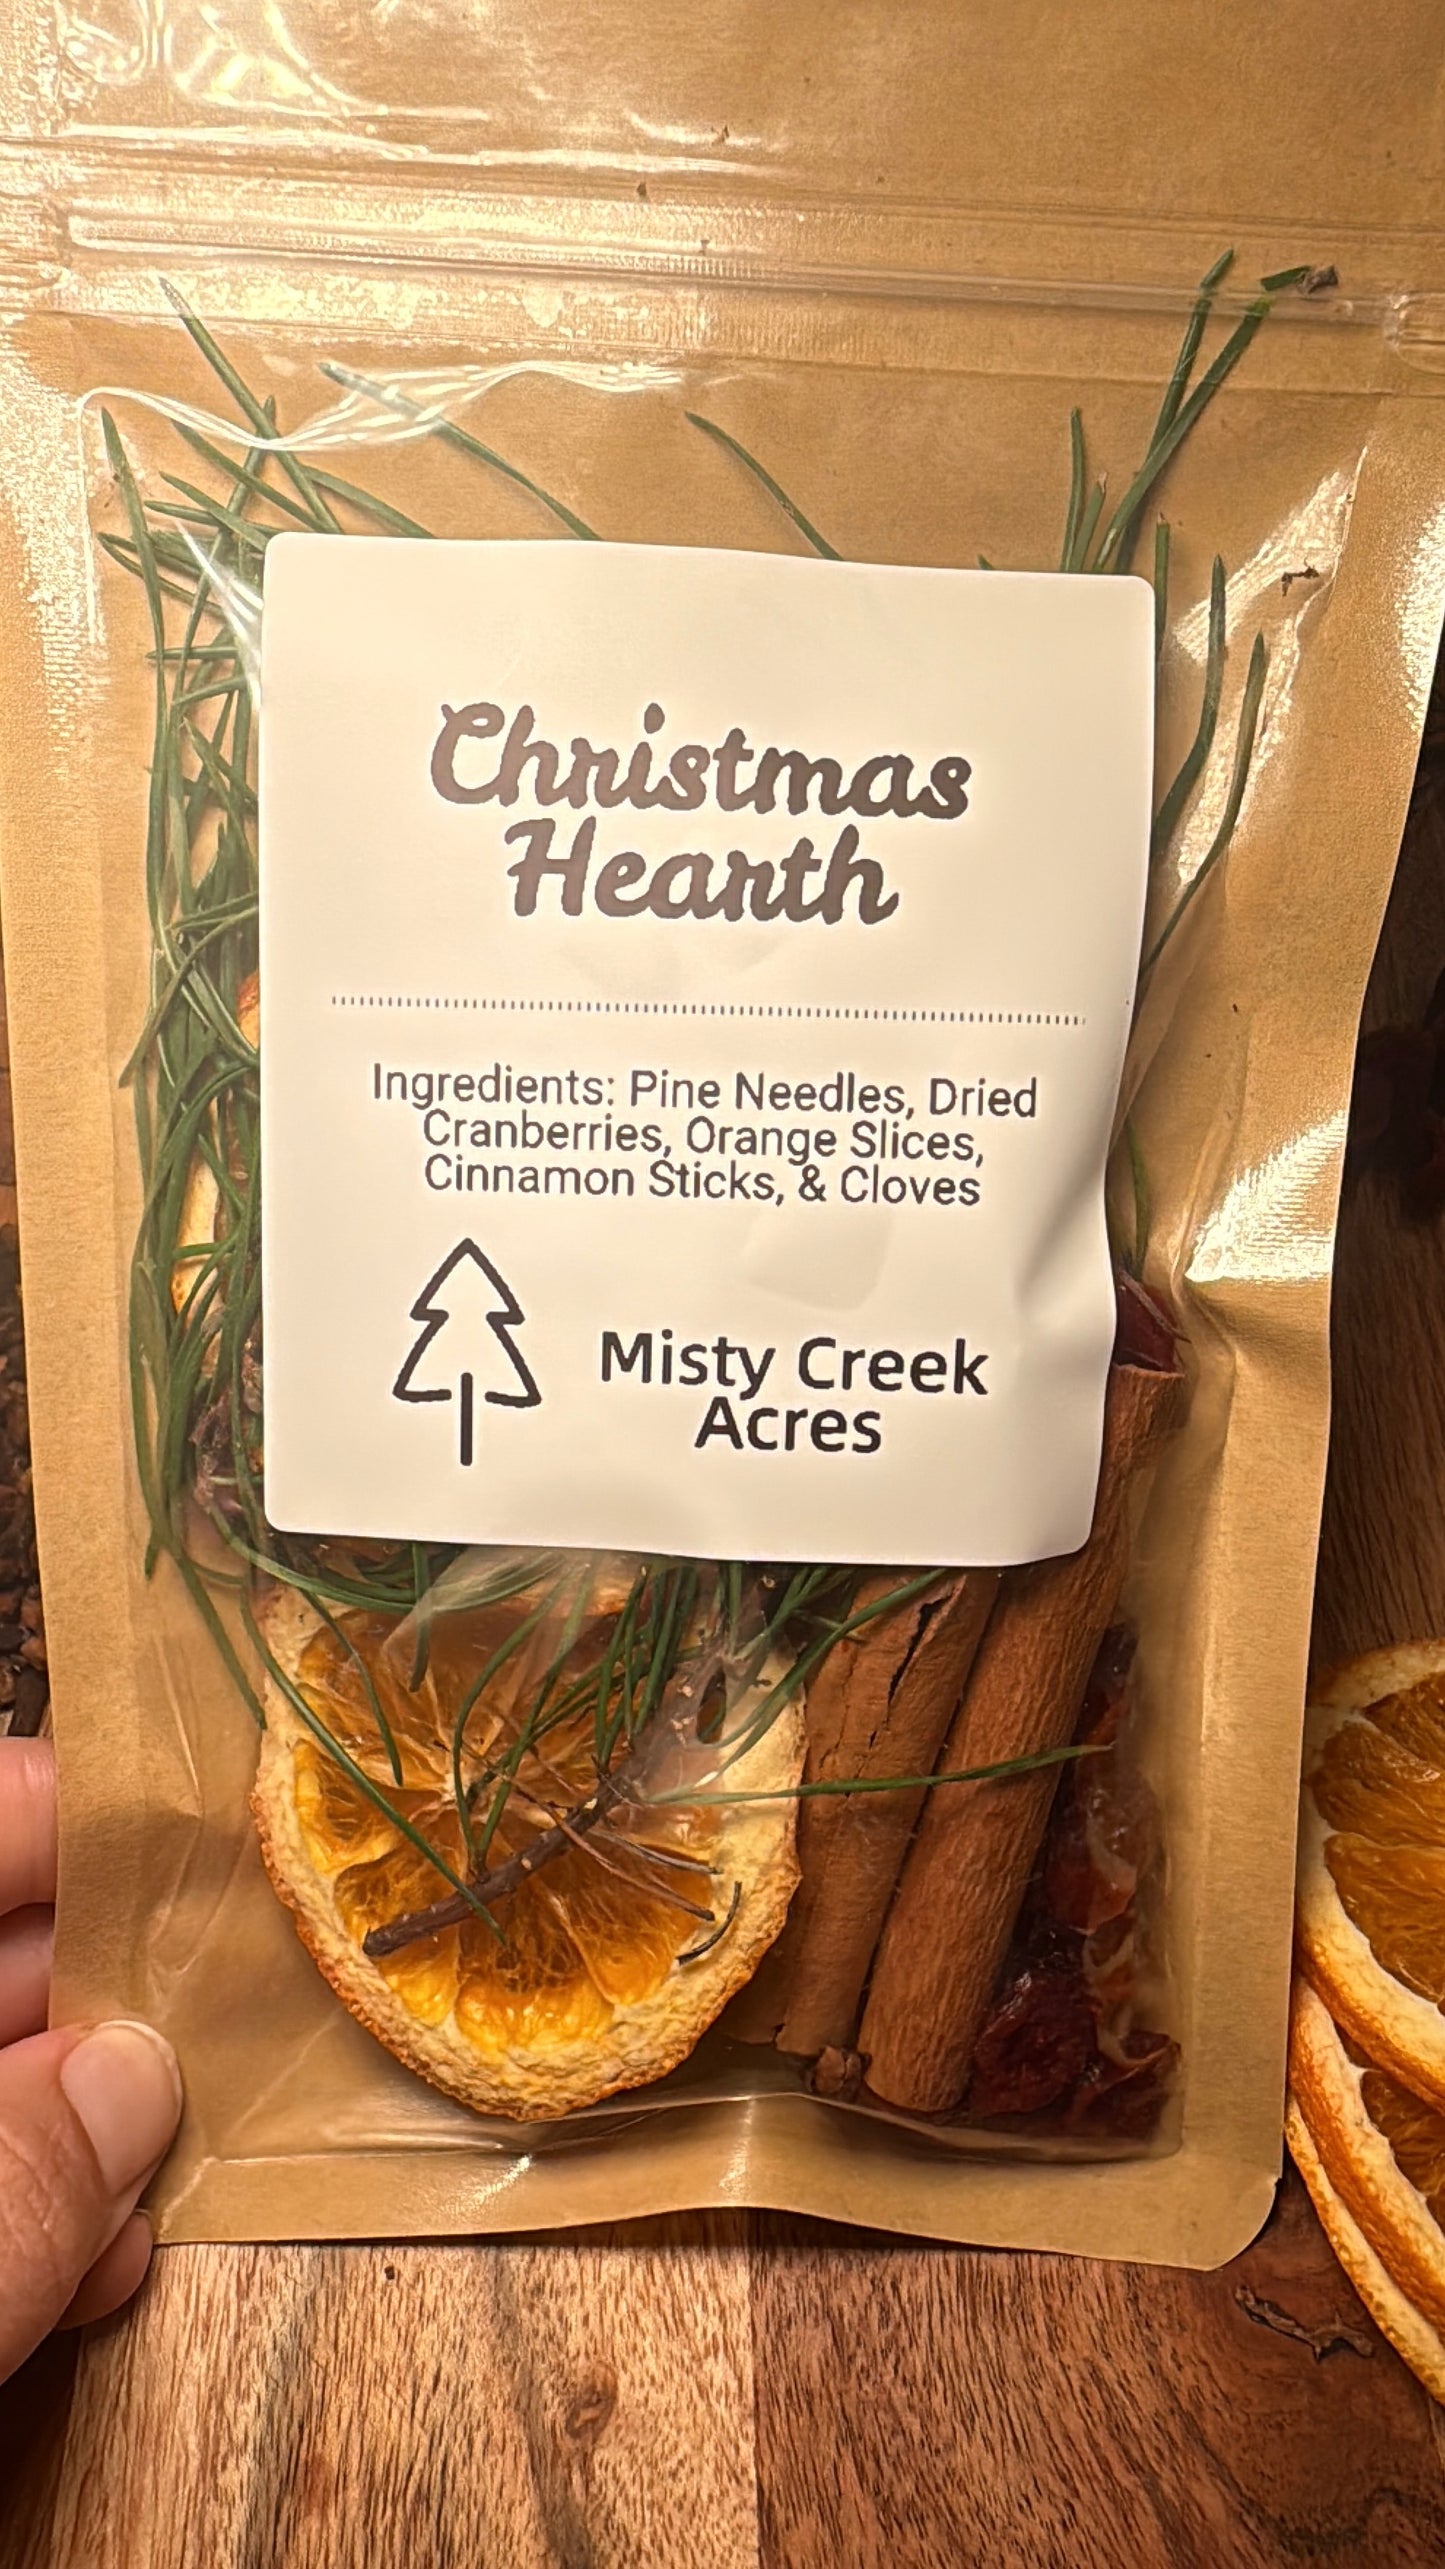 Christmas
Hearth
Ingredients: Pine Needles, Dried
Cranberries, Orange Slices,
Cinnamon Sticks, & Cloves
Misty Creek
Acres